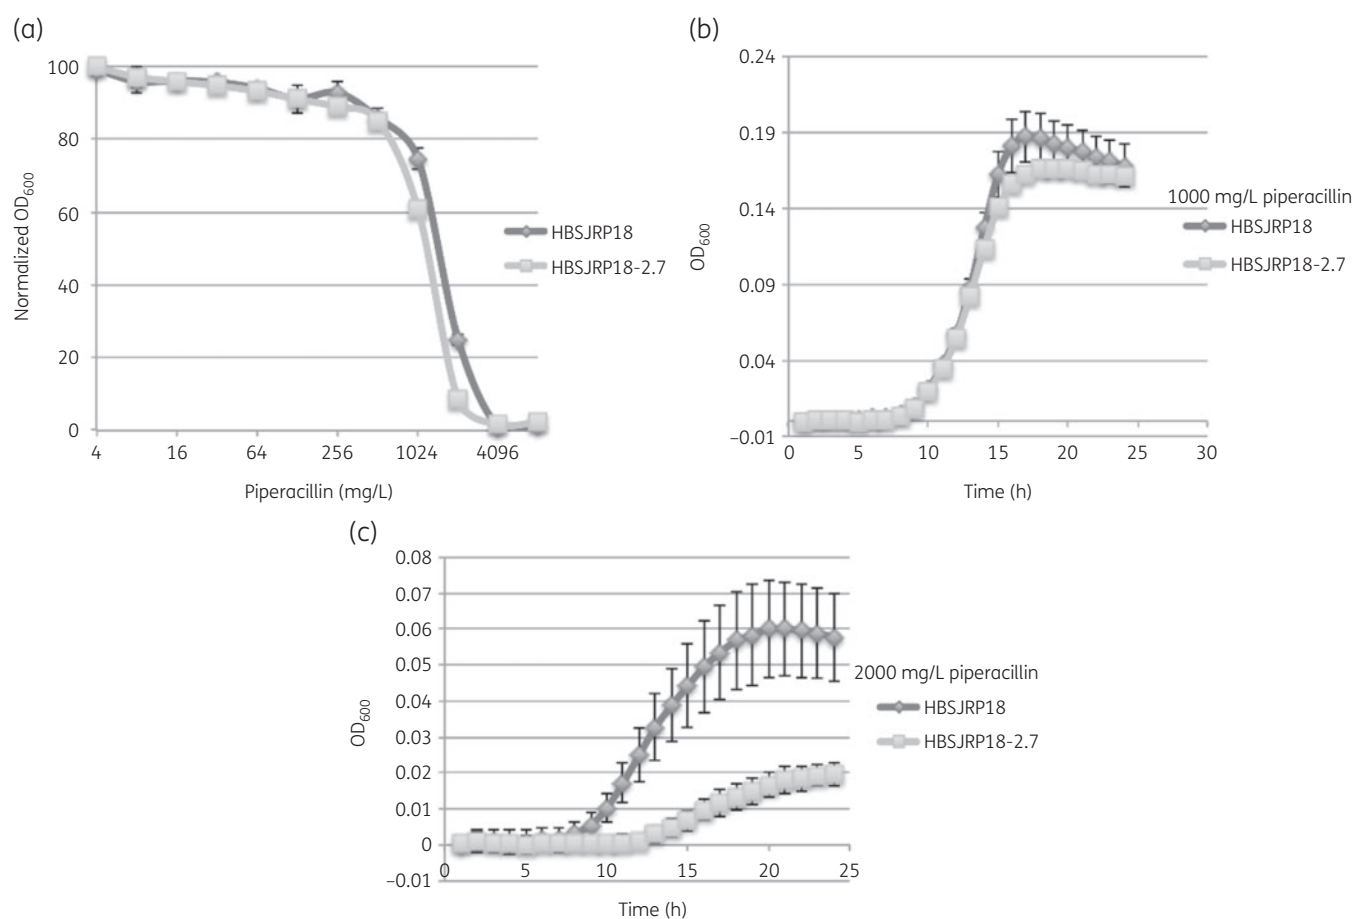 (a)
100
80
60
40
20
0
Normalized OD600
4 16 64 256 1024 4096
Piperacillin (mg/L)
HBSJRP18
HBSJRP18-2.7
(b)
0.24
0.19
0.14
0.09
0.04
–0.01
OD600
0 5 10 15 20 25 30
Time (h)
1000 mg/L piperacillin
HBSJRP18
HBSJRP18-2.7
(c)
0.08
0.07
0.06
0.05
0.04
0.03
0.02
0.01
0
–0.01
OD600
0 5 10 15 20 25
Time (h)
2000 mg/L piperacillin
HBSJRP18
HBSJRP18-2.7